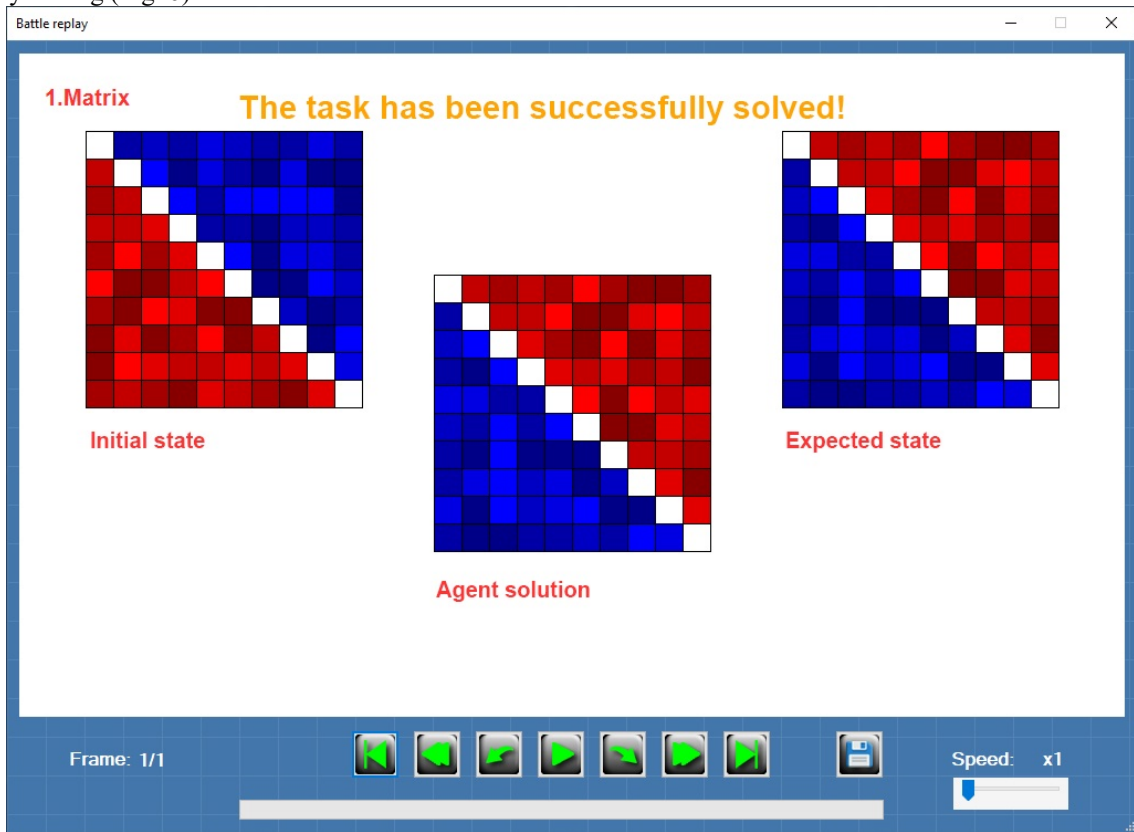 Battle replay
1.Matrix
The task has been successfully solved!
Initial state
Expected state
Agent solution
Frame: 1/1
Speed: x1